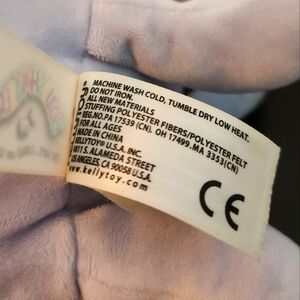 MACHINE WASH COLD, TUMBLE DRY LOW HEAT.
DO NOT IRON.
ALL NEW MATERIALS
STUFFING POLYESTER FIBERS/POLYESTER FELT
REG.NO.PA 17539 (CN). OH 17499.MA 3353(CN)
FOR ALL AGES
MADE IN CHINA
KELLYTOY® U.S.A. INC.
4811 S. ALAMEDA STREET
LOS ANGELES, CA 90058 U.S.A.
www.kellytoy.com
CE